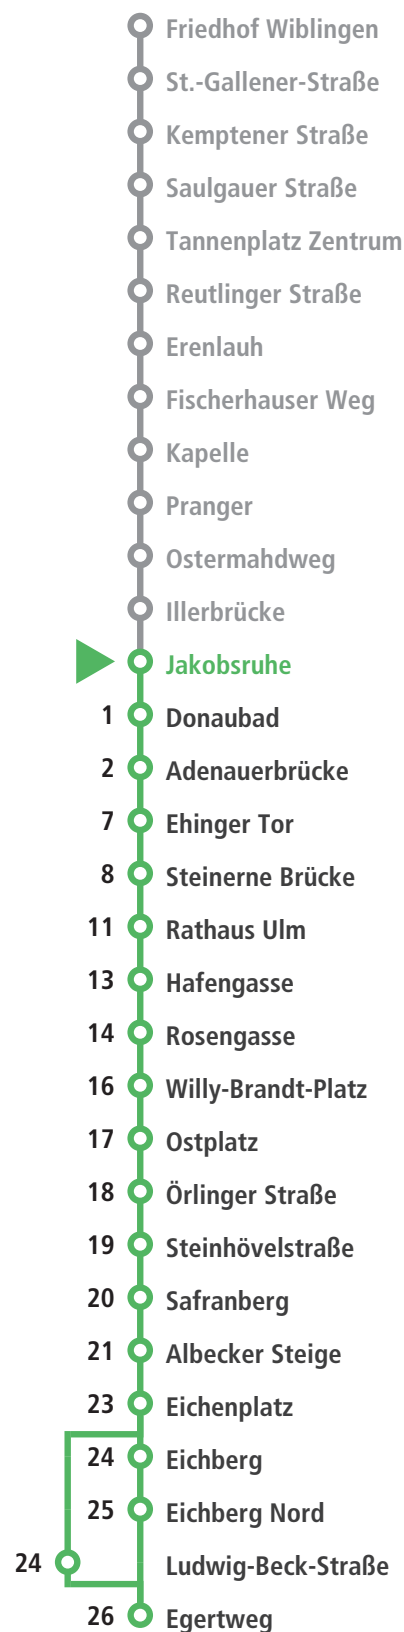 Friedhof Wiblingen
St.-Gallener-Straße
Kemptener Straße
Saulgauer Straße
Tannenplatz Zentrum
Reutlinger Straße
Erenlauh
Fischerhauser Weg
Kapelle
Pranger
Ostermahdweg
Illerbrücke
Jakobsruhe
1 Donaubad
2 Adenauerbrücke
7 Ehinger Tor
8 Steinerne Brücke
11 Rathaus Ulm
13 Hafengasse
14 Rosengasse
16 Willy-Brandt-Platz
17 Ostplatz
18 Örlinger Straße
19 Steinhövelstraße
20 Safranberg
21 Albecker Steige
23 Eichenplatz
24 Eichberg
25 Eichberg Nord
24 Ludwig-Beck-Straße
26 Egertweg